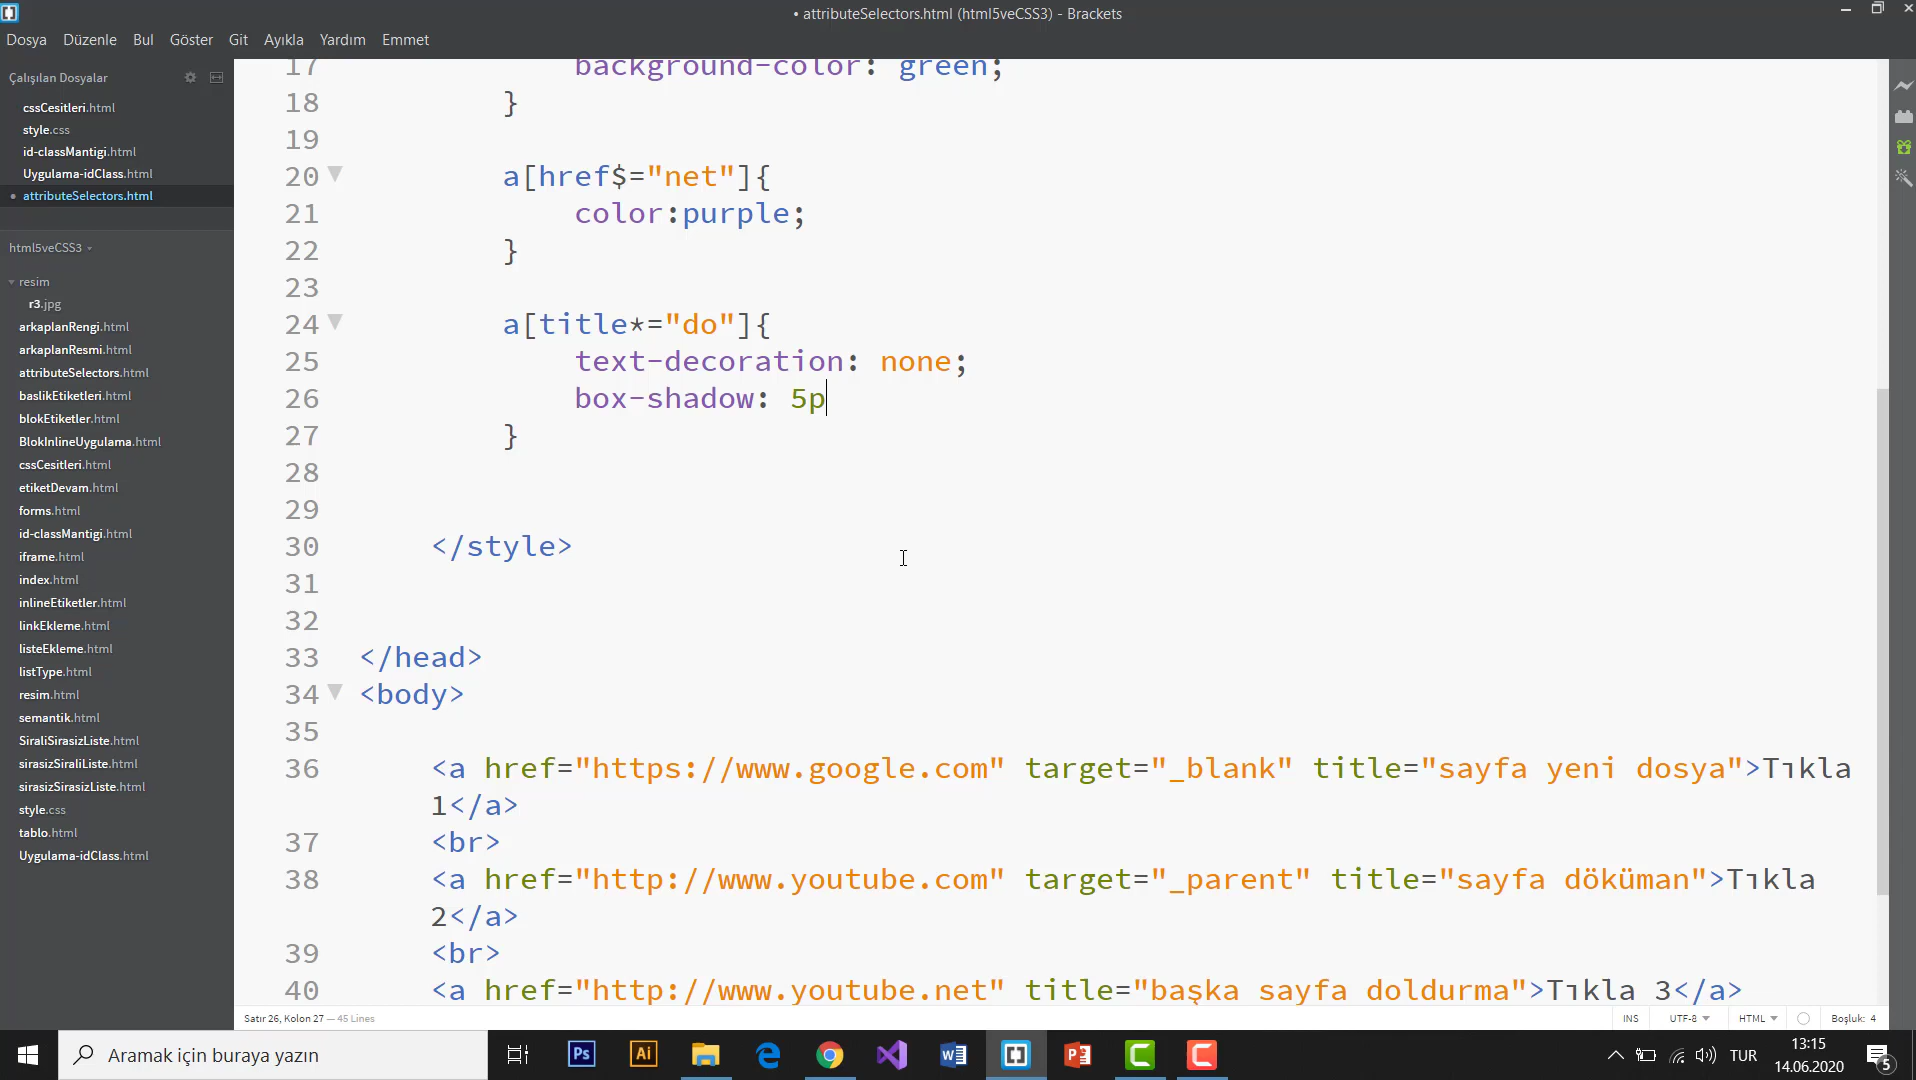 • attributeSelectors.html (html5veCSS3) - Brackets
Dosya Düzenle Bul Göster Git Ayıkla Yardım Emmet
Çalışılan Dosyalar
cssCesitleri.html
style.css
id-classMantigi.html
Uygulama-idClass.html
• attributeSelectors.html
html5veCSS3
resim
r3.jpg
arkaplanRengi.html
arkaplanResmi.html
attributeSelectors.html
baslikEtiketleri.html
blokEtiketler.html
BlokInlineUygulama.html
cssCesitleri.html
etiketDevam.html
forms.html
id-classMantigi.html
iframe.html
index.html
inlineEtiketler.html
linkEkleme.html
listeEkleme.html
listType.html
resim.html
semantik.html
SiraliSirasizListe.html
sirasizSiraliListe.html
sirasizSirasizListe.html
style.css
tablo.html
Uygulama-idClass.html
17 background-color: green;
18 }
19
20 a[href$="net"]{
21 color:purple;
22 }
23
24 a[title*="do"]{
25 text-decoration: none;
26 box-shadow: 5p
27 }
28
29
30 </style>
31
32
33 </head>
34 <body>
35
36 <a href="https://www.google.com" target="_blank" title="sayfa yeni dosya">Tıkla
1</a>
37 <br>
38 <a href="http://www.youtube.com" target="_parent" title="sayfa döküman">Tıkla
2</a>
39 <br>
40 <a href="http://www.youtube.net" title="başka sayfa doldurma">Tıkla 3</a>
Satır 26, Kolon 27 — 45 Lines
INS UTF-8 HTML Boşluk: 4
Aramak için buraya yazın
Ps Ai TUR
13:15
14.06.2020
5